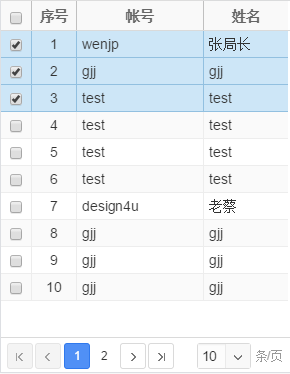 序号 帐号 姓名
1 wenjp 张局长
2 gjj gjj
3 test test
4 test test
5 test test
6 test test
7 design4u 老蔡
8 gjj gjj
9 gjj gjj
10 gjj gjj
1 2 10 条/页